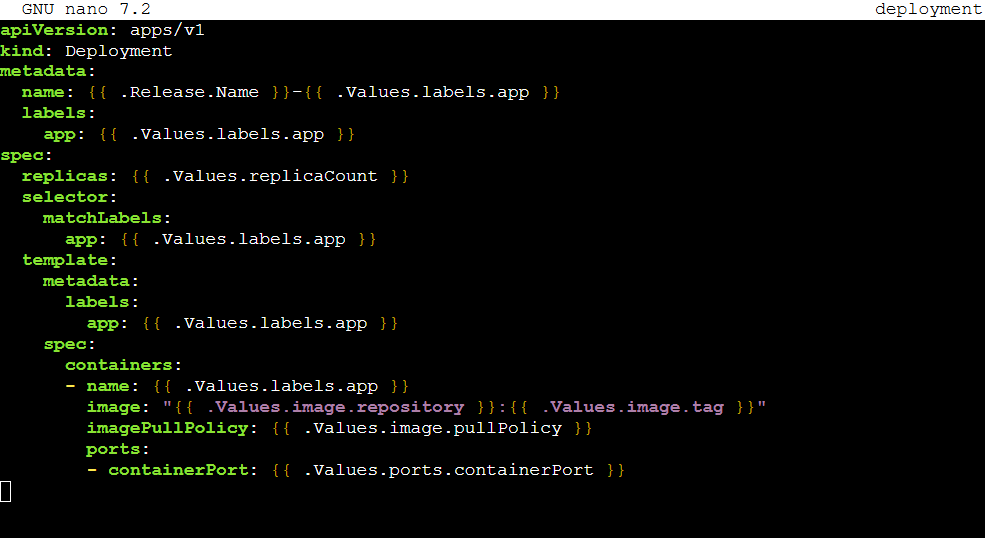 GNU nano 7.2 deployment
apiVersion: apps/v1
kind: Deployment
metadata:
  name: {{ .Release.Name }}-{{ .Values.labels.app }}
  labels:
    app: {{ .Values.labels.app }}
spec:
  replicas: {{ .Values.replicaCount }}
  selector:
    matchLabels:
      app: {{ .Values.labels.app }}
  template:
    metadata:
      labels:
        app: {{ .Values.labels.app }}
    spec:
      containers:
      - name: {{ .Values.labels.app }}
        image: "{{ .Values.image.repository }}:{{ .Values.image.tag }}"
        imagePullPolicy: {{ .Values.image.pullPolicy }}
        ports:
        - containerPort: {{ .Values.ports.containerPort }}